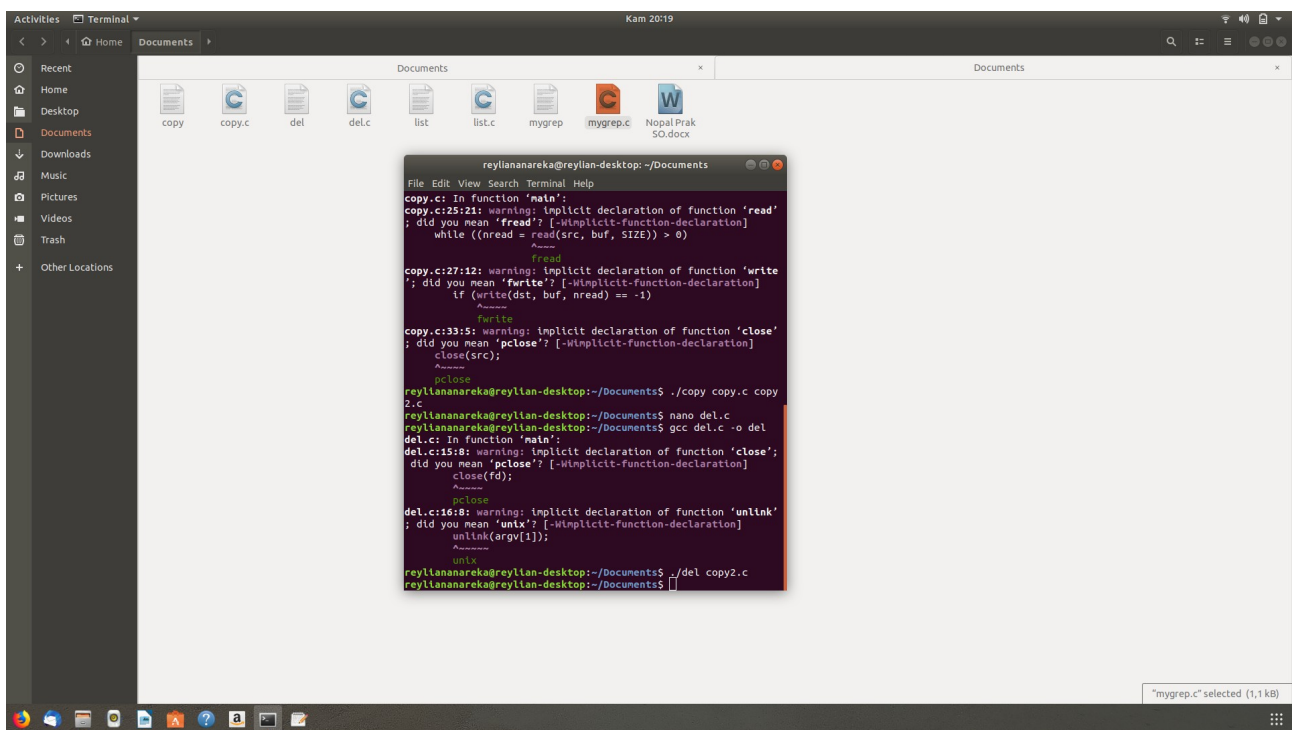 Activities Terminal Kam 20:19
Home Documents
Recent
Home
Desktop
Documents
Downloads
Music
Pictures
Videos
Trash
+ Other Locations
Documents × Documents ×
copy copy.c del del.c list list.c mygrep mygrep.c Nopal Prak
SO.docx
reyliananareka@reylian-desktop: ~/Documents
File Edit View Search Terminal Help
copy.c: In function ‘main’:
copy.c:25:21: warning: implicit declaration of function ‘read’
; did you mean ‘fread’? [-Wimplicit-function-declaration]
while ((nread = read(src, buf, SIZE)) > 0)
^~~~
fread
copy.c:27:12: warning: implicit declaration of function ‘write
’; did you mean ‘fwrite’? [-Wimplicit-function-declaration]
if (write(dst, buf, nread) == -1)
^~~~~
fwrite
copy.c:33:5: warning: implicit declaration of function ‘close’
; did you mean ‘pclose’? [-Wimplicit-function-declaration]
close(src);
^~~~~
pclose
reyliananareka@reylian-desktop:~/Documents$ ./copy copy.c copy
2.c
reyliananareka@reylian-desktop:~/Documents$ nano del.c
reyliananareka@reylian-desktop:~/Documents$ gcc del.c -o del
del.c: In function ‘main’:
del.c:15:8: warning: implicit declaration of function ‘close’;
did you mean ‘pclose’? [-Wimplicit-function-declaration]
close(fd);
^~~~~
pclose
del.c:16:8: warning: implicit declaration of function ‘unlink’
; did you mean ‘unix’? [-Wimplicit-function-declaration]
unlink(argv[1]);
^~~~~~
unix
reyliananareka@reylian-desktop:~/Documents$ ./del copy2.c
reyliananareka@reylian-desktop:~/Documents$
"mygrep.c" selected (1,1 kB)